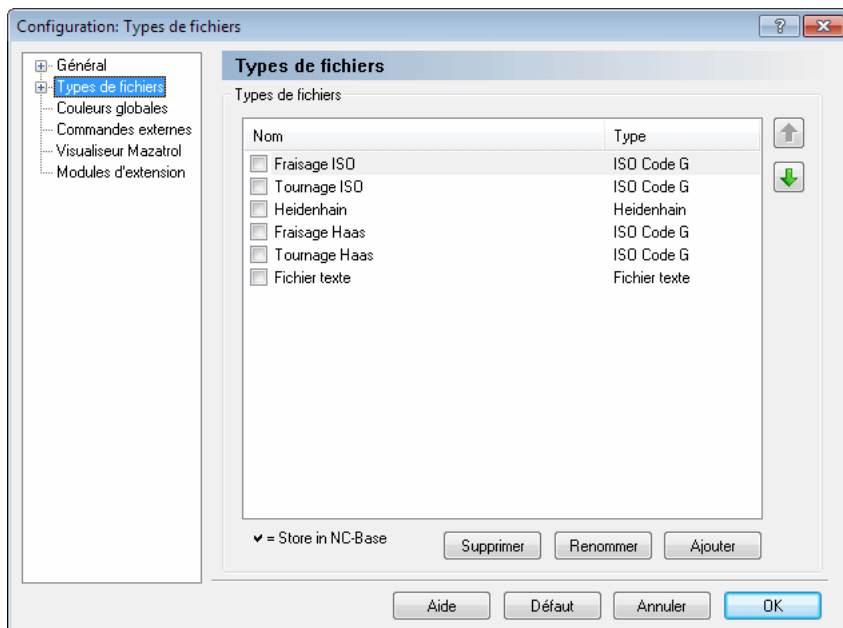 Configuration: Types de fichiers
Général
Types de fichiers
Couleurs globales
Commandes externes
Visualiseur Mazatrol
Modules d'extension
Types de fichiers
Types de fichiers
Nom Type
Fraisage ISO ISO Code G
Tournage ISO ISO Code G
Heidenhain Heidenhain
Fraisage Haas ISO Code G
Tournage Haas ISO Code G
Fichier texte Fichier texte
✔ = Store in NC-Base
Supprimer Renommer Ajouter
Aide Défaut Annuler OK